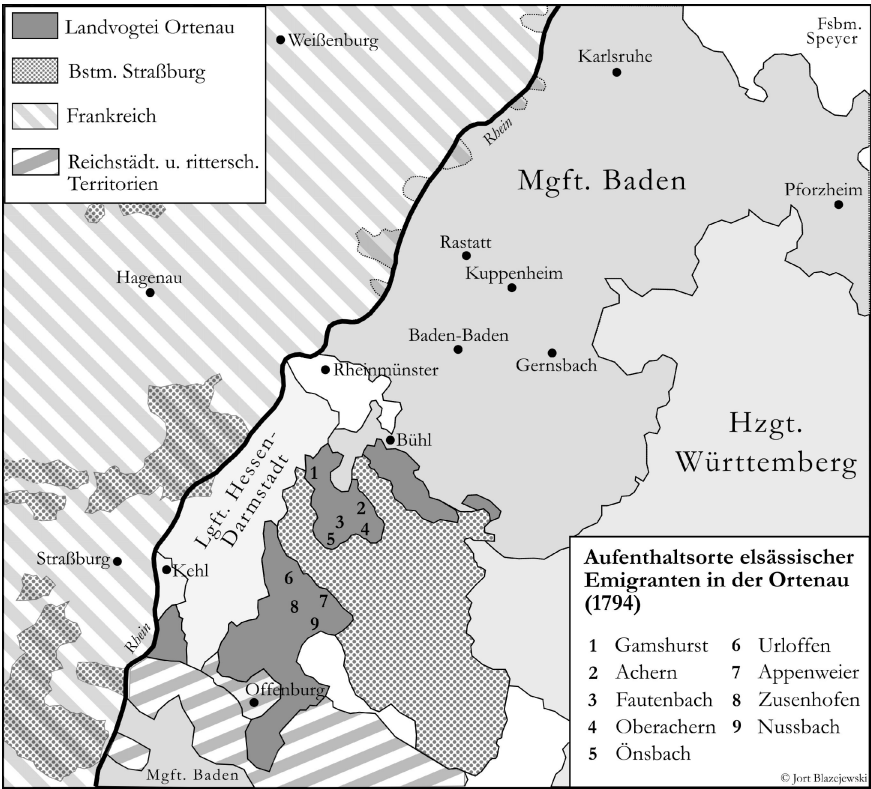 Landvogtei Ortenau
Bstm. Straßburg
Frankreich
Reichstädt. u. rittersch.
Territorien
Weißenburg
Fsbm.
Speyer
Karlsruhe
Rhein
Mgft. Baden
Pforzheim
Rastatt
Kuppenheim
Hagenau
Baden-Baden
Gernsbach
Rheinmünster
Hzgt.
Württemberg
Bühl
Lgft. Hessen-
Darmstadt
1
2
3
4
5
Straßburg
Kehl
6
7
8
9
Rhein
Offenburg
Mgft. Baden
Aufenthaltsorte elsässischer
Emigranten in der Ortenau
(1794)
1 Gamshurst 6 Urloffen
2 Achern 7 Appenweier
3 Fautenbach 8 Zusenhofen
4 Oberachern 9 Nussbach
5 Önsbach
© Jort Blazejewski